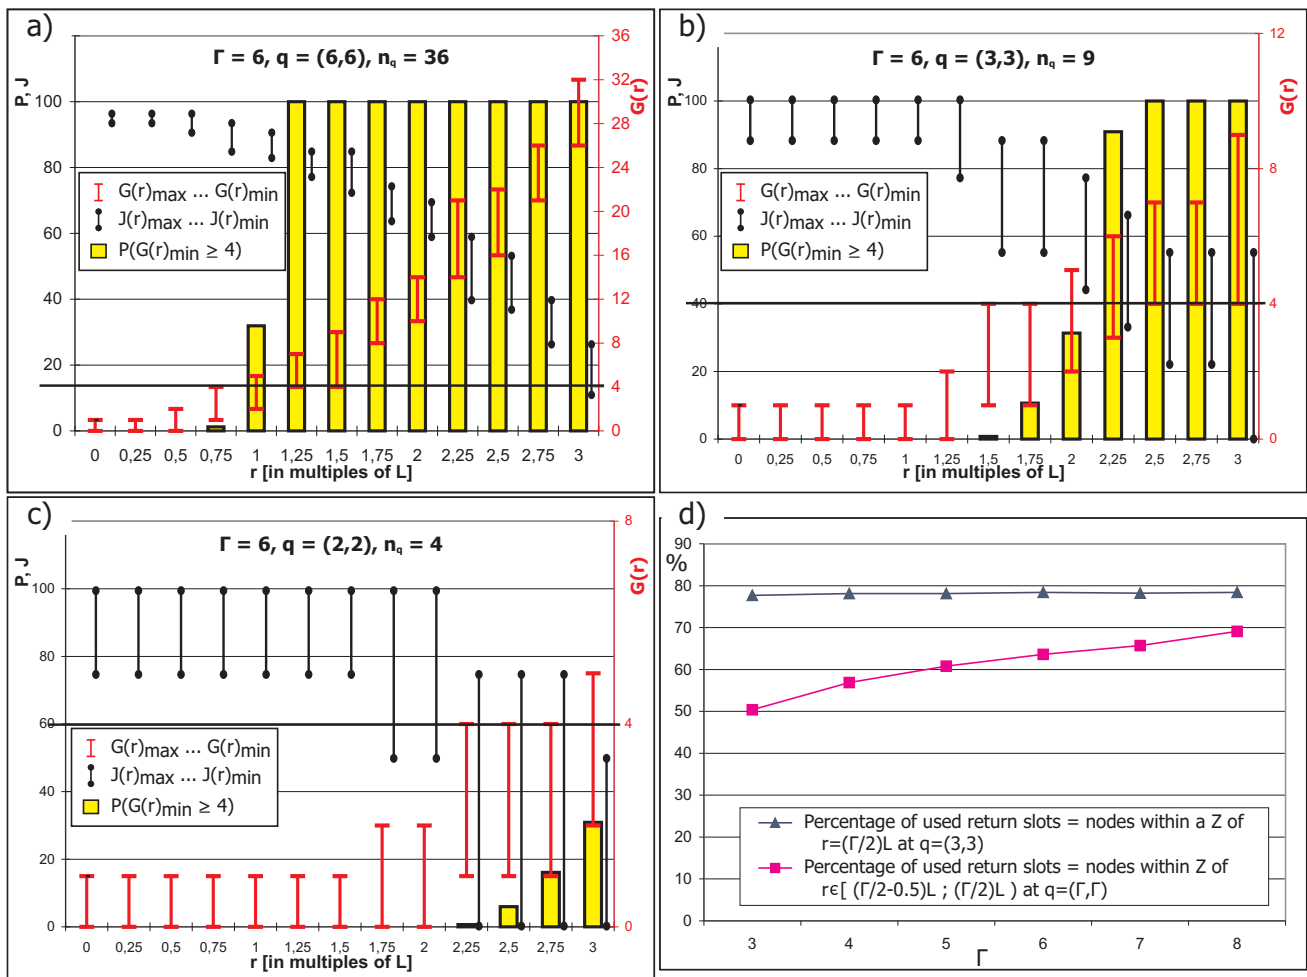 a)
Γ = 6, q = (6,6), nq = 36
P, J
G(r)
100
80
60
40
20
0
36
32
28
24
20
16
12
8
4
0
G(r)max ... G(r)min
J(r)max ... J(r)min
P(G(r)min ≥ 4)
0 0,25 0,5 0,75 1 1,25 1,5 1,75 2 2,25 2,5 2,75 3
r [in multiples of L]
b)
Γ = 6, q = (3,3), nq = 9
P, J
G(r)
100
80
60
40
20
0
12
8
4
0
G(r)max ... G(r)min
J(r)max ... J(r)min
P(G(r)min ≥ 4)
0 0,25 0,5 0,75 1 1,25 1,5 1,75 2 2,25 2,5 2,75 3
r [in multiples of L]
c)
Γ = 6, q = (2,2), nq = 4
P, J
G(r)
100
80
60
40
20
0
8
4
0
G(r)max ... G(r)min
J(r)max ... J(r)min
P(G(r)min ≥ 4)
0 0,25 0,5 0,75 1 1,25 1,5 1,75 2 2,25 2,5 2,75 3
r [in multiples of L]
d)
%
90
80
70
60
50
40
30
20
10
0
Percentage of used return slots = nodes within a Z of
r=(Γ/2)L at q=(3,3)
Percentage of used return slots = nodes within Z of
rϵ[ (Γ/2-0.5)L ; (Γ/2)L ) at q=(Γ,Γ)
3 4 5 6 7 8
Γ